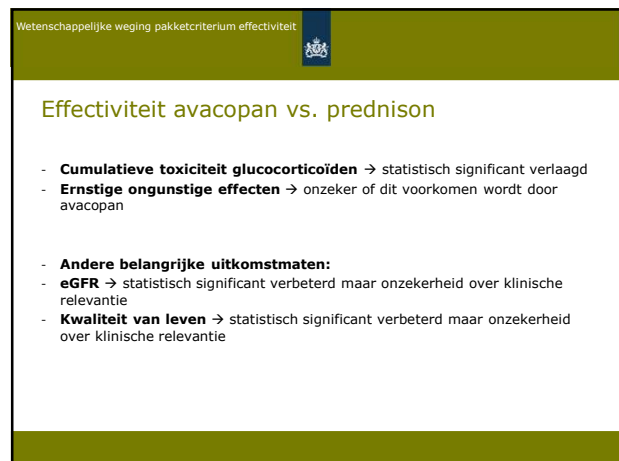 Wetenschappelijke weging pakketcriterium effectiviteit
Effectiviteit avacopan vs. prednison
- Cumulatieve toxiciteit glucocorticoïden → statistisch significant verlaagd
- Ernstige ongunstige effecten → onzeker of dit voorkomen wordt door
avacopan
- Andere belangrijke uitkomstmaten:
- eGFR → statistisch significant verbeterd maar onzekerheid over klinische
relevantie
- Kwaliteit van leven → statistisch significant verbeterd maar onzekerheid
over klinische relevantie